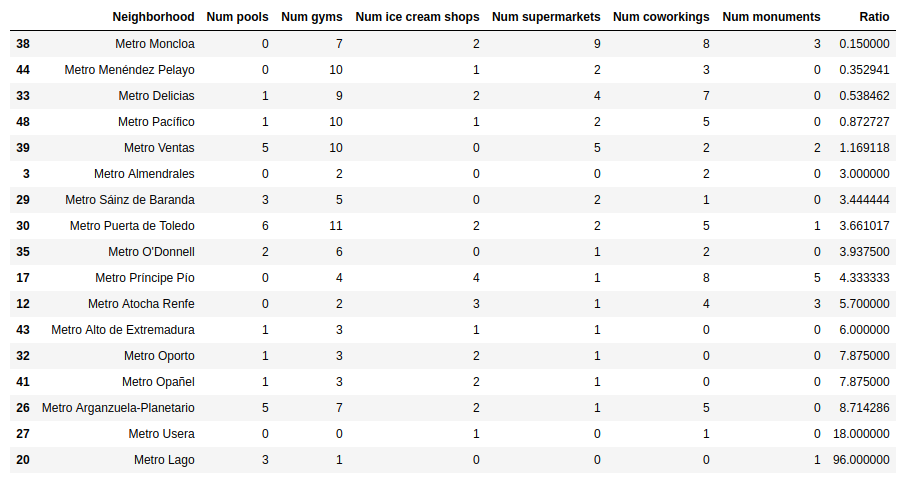 Neighborhood Num pools Num gyms Num ice cream shops Num supermarkets Num coworkings Num monuments Ratio
38 Metro Moncloa 0 7 2 9 8 3 0.150000
44 Metro Menéndez Pelayo 0 10 1 2 3 0 0.352941
33 Metro Delicias 1 9 2 4 7 0 0.538462
48 Metro Pacífico 1 10 1 2 5 0 0.872727
39 Metro Ventas 5 10 0 5 2 2 1.169118
3 Metro Almendrales 0 2 0 0 2 0 3.000000
29 Metro Sáinz de Baranda 3 5 0 2 1 0 3.444444
30 Metro Puerta de Toledo 6 11 2 2 5 1 3.661017
35 Metro O'Donnell 2 6 0 1 2 0 3.937500
17 Metro Príncipe Pío 0 4 4 1 8 5 4.333333
12 Metro Atocha Renfe 0 2 3 1 4 3 5.700000
43 Metro Alto de Extremadura 1 3 1 1 0 0 6.000000
32 Metro Oporto 1 3 2 1 0 0 7.875000
41 Metro Opañel 1 3 2 1 0 0 7.875000
26 Metro Arganzuela-Planetario 5 7 2 1 5 0 8.714286
27 Metro Usera 0 0 1 0 1 0 18.000000
20 Metro Lago 3 1 0 0 0 1 96.000000